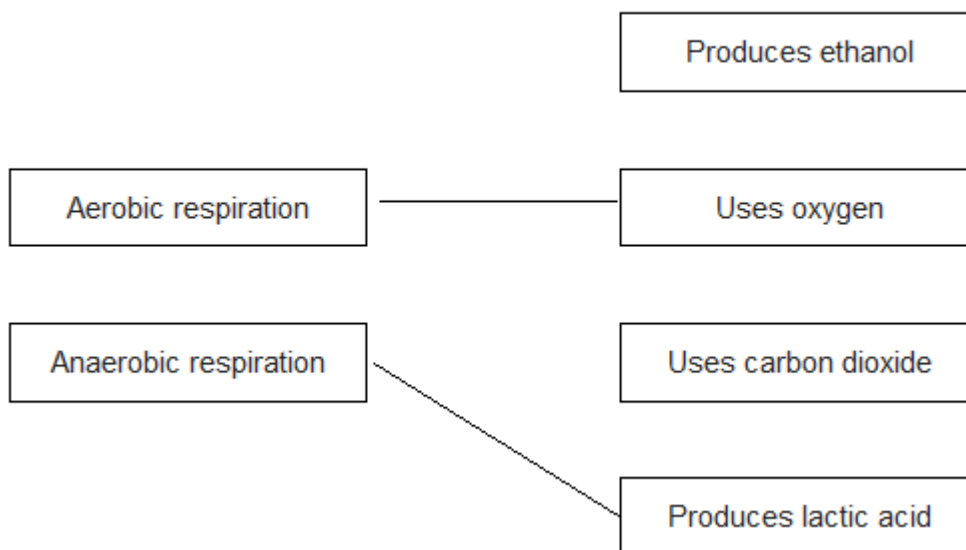 Produces ethanol
Aerobic respiration
Uses oxygen
Anaerobic respiration
Uses carbon dioxide
Produces lactic acid